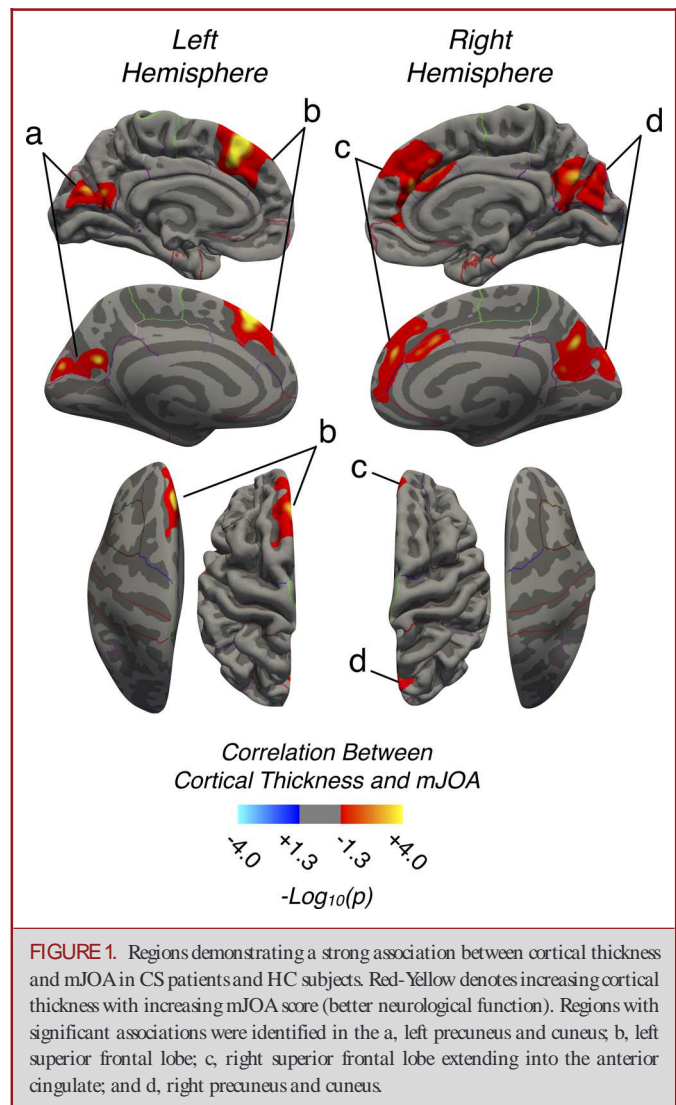 Left
Hemisphere
Right
Hemisphere
a
b
c
d
b
c
d
Correlation Between
Cortical Thickness and mJOA
-4.0
+1.3
-1.3
+4.0
-Log10(p)
FIGURE 1. Regions demonstrating a strong association between cortical thickness
and mJOA in CS patients and HC subjects. Red-Yellow denotes increasing cortical
thickness with increasing mJOA score (better neurological function). Regions with
significant associations were identified in the a, left precuneus and cuneus; b, left
superior frontal lobe; c, right superior frontal lobe extending into the anterior
cingulate; and d, right precuneus and cuneus.